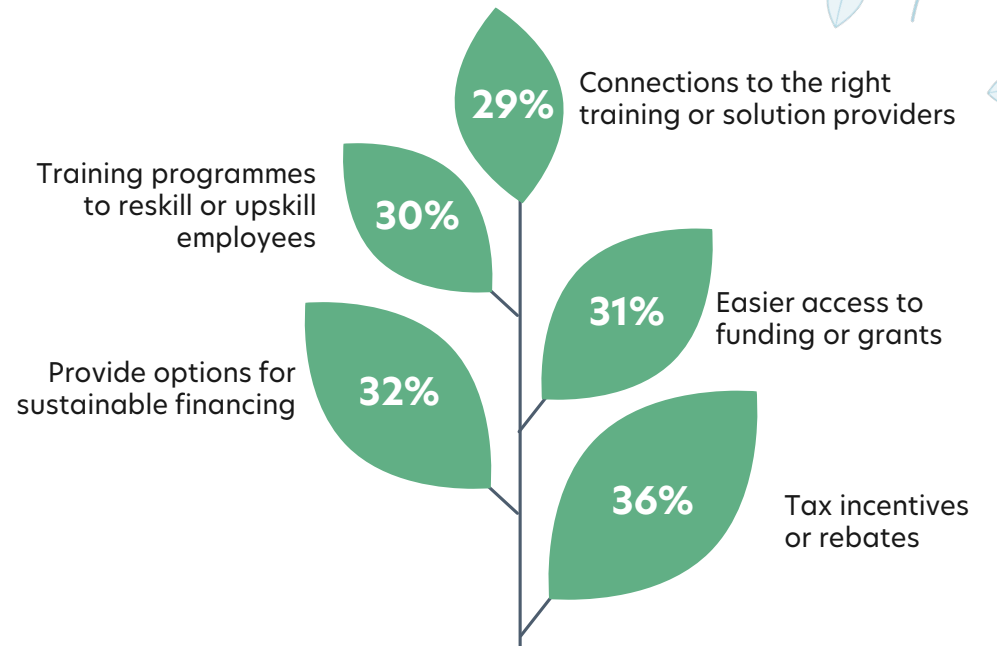 29%
Connections to the right
training or solution providers
Training programmes
to reskill or upskill
employees
30%
31%
Easier access to
funding or grants
Provide options for
sustainable financing
32%
36%
Tax incentives
or rebates